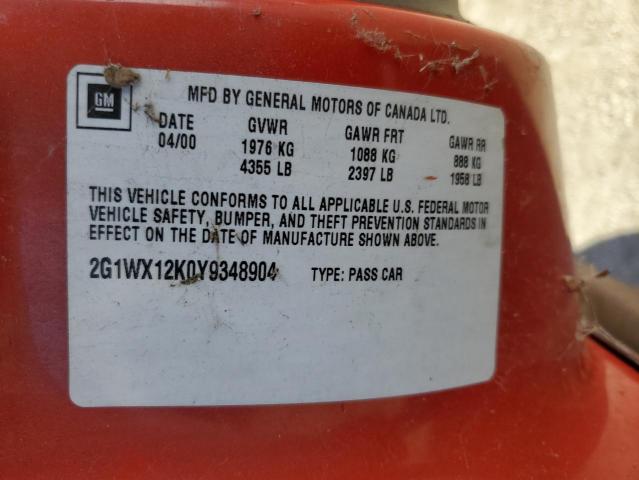 GM
MFD BY GENERAL MOTORS OF CANADA LTD.
DATE GVWR GAWR FRT GAWR RR
04/00 1976 KG 1088 KG 888 KG
4355 LB 2397 LB 1958 LB
THIS VEHICLE CONFORMS TO ALL APPLICABLE U.S. FEDERAL MOTOR
VEHICLE SAFETY, BUMPER, AND THEFT PREVENTION STANDARDS IN
EFFECT ON THE DATE OF MANUFACTURE SHOWN ABOVE.
2G1WX12K0Y9348904 TYPE: PASS CAR